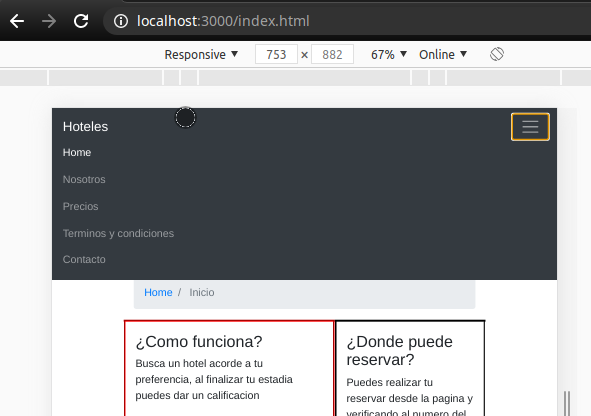 localhost:3000/index.html
Responsive ▼ 753 × 882 67% ▼ Online ▼
Hoteles
Home
Nosotros
Precios
Terminos y condiciones
Contacto
Home / Inicio
¿Como funciona?
Busca un hotel acorde a tu
preferencia, al finalizar tu estadia
puedes dar un calificacion
¿Donde puede
reservar?
Puedes realizar tu
reservar desde la pagina y
verificando al numero del